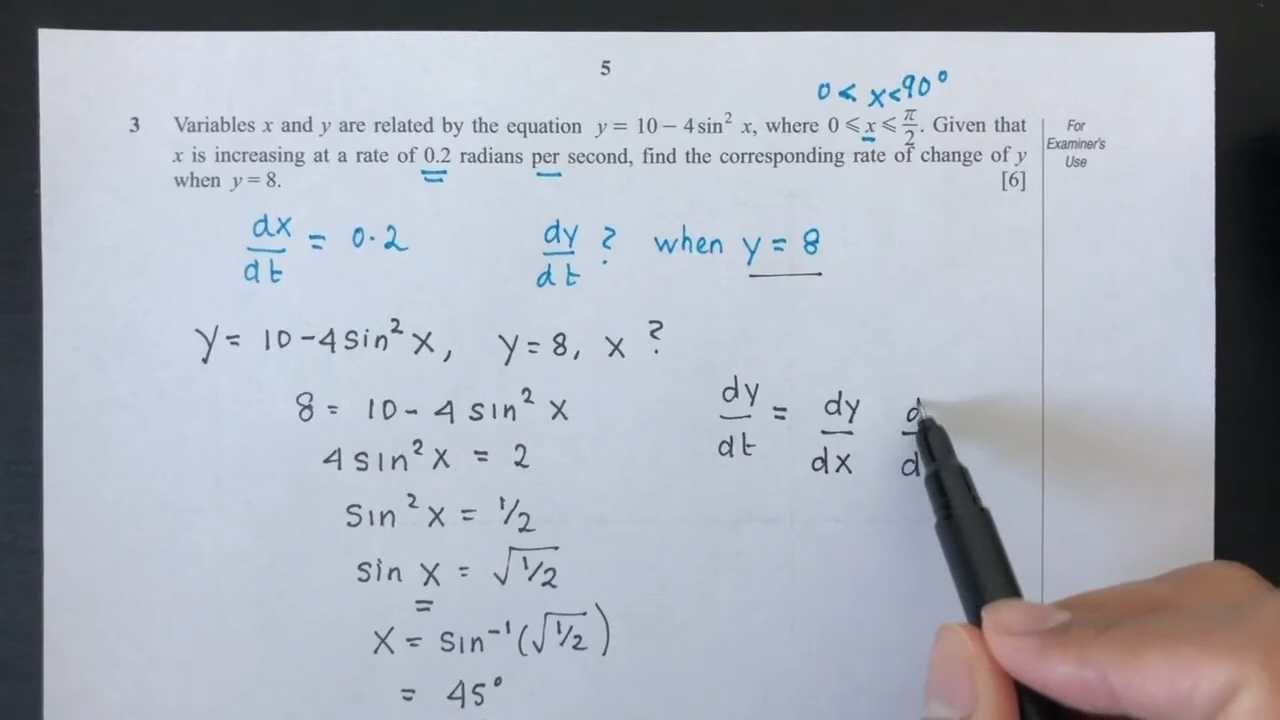 5
0 < x < 90°
3 Variables x and y are related by the equation y = 10 − 4 sin² x, where 0 ⩽ x ⩽ π/2. Given that
x is increasing at a rate of 0.2 radians per second, find the corresponding rate of change of y
when y = 8. [6]
For
Examiner's
Use
dx/dt = 0.2 dy/dt ? when y = 8
y = 10 - 4 sin² x, y = 8, x ?
8 = 10 - 4 sin² x
4 sin² x = 2
sin² x = 1/2
sin x = √1/2
x = sin⁻¹(√1/2)
= 45°
dy/dt = dy/dx d/d